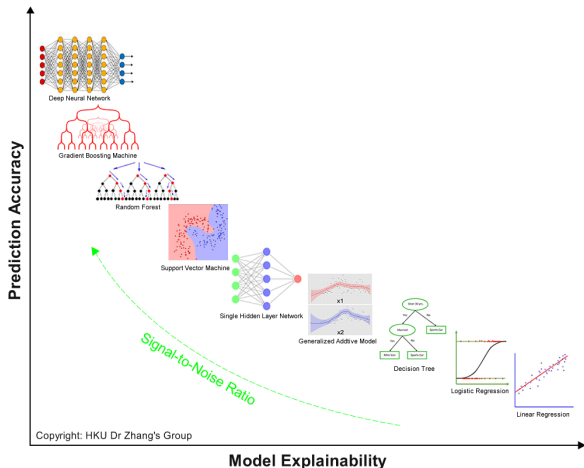 Prediction Accuracy
Deep Neural Network
Gradient Boosting Machine
Random Forest
Support Vector Machine
Single Hidden Layer Network
x1
x2
Generalized Addtive Model
Decision Tree
Logistic Regression
Linear Regression
Signal-to-Noise Ratio
Copyright: HKU Dr Zhang's Group
Model Explainability